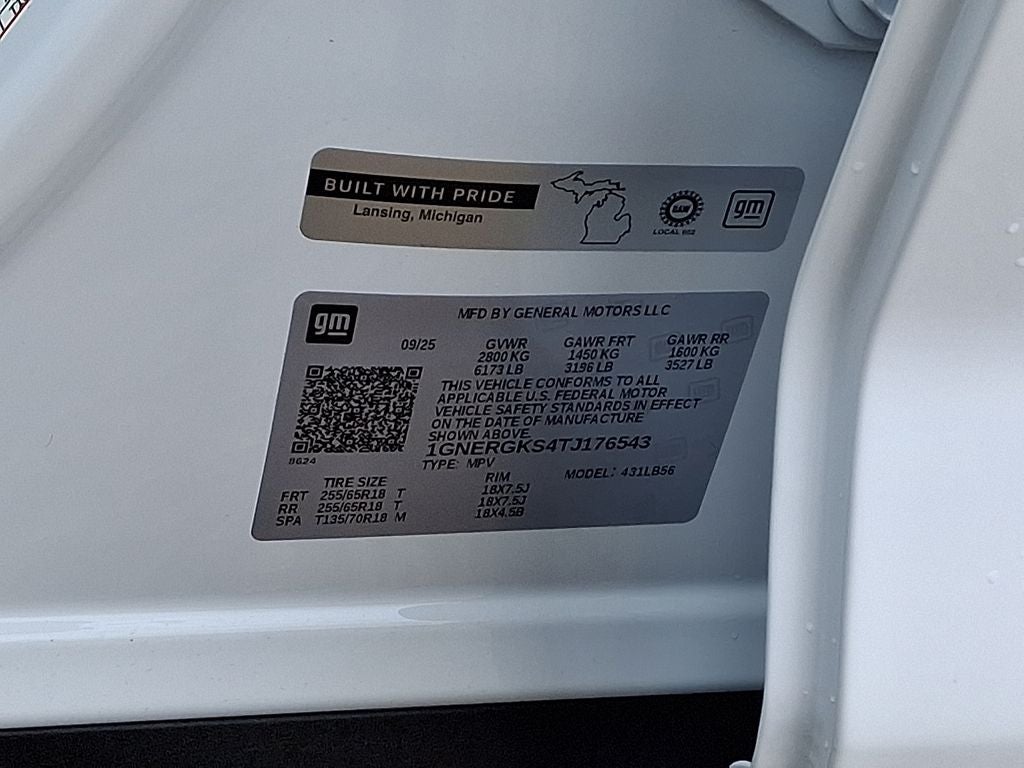 BUILT WITH PRIDE
Lansing, Michigan
UAW
LOCAL 652
gm
gm
MFD BY GENERAL MOTORS LLC
09/25 GVWR GAWR FRT GAWR RR
2800 KG 1450 KG 1600 KG
6173 LB 3196 LB 3527 LB
THIS VEHICLE CONFORMS TO ALL
APPLICABLE U.S. FEDERAL MOTOR
VEHICLE SAFETY STANDARDS IN EFFECT
ON THE DATE OF MANUFACTURE
SHOWN ABOVE.
1GNERGKS4TJ176543
8624
TYPE: MPV MODEL: 431LB56
TIRE SIZE RIM
FRT 255/65R18 T 18X7.5J
RR 255/65R18 T 18X7.5J
SPA T135/70R18 M 18X4.5B